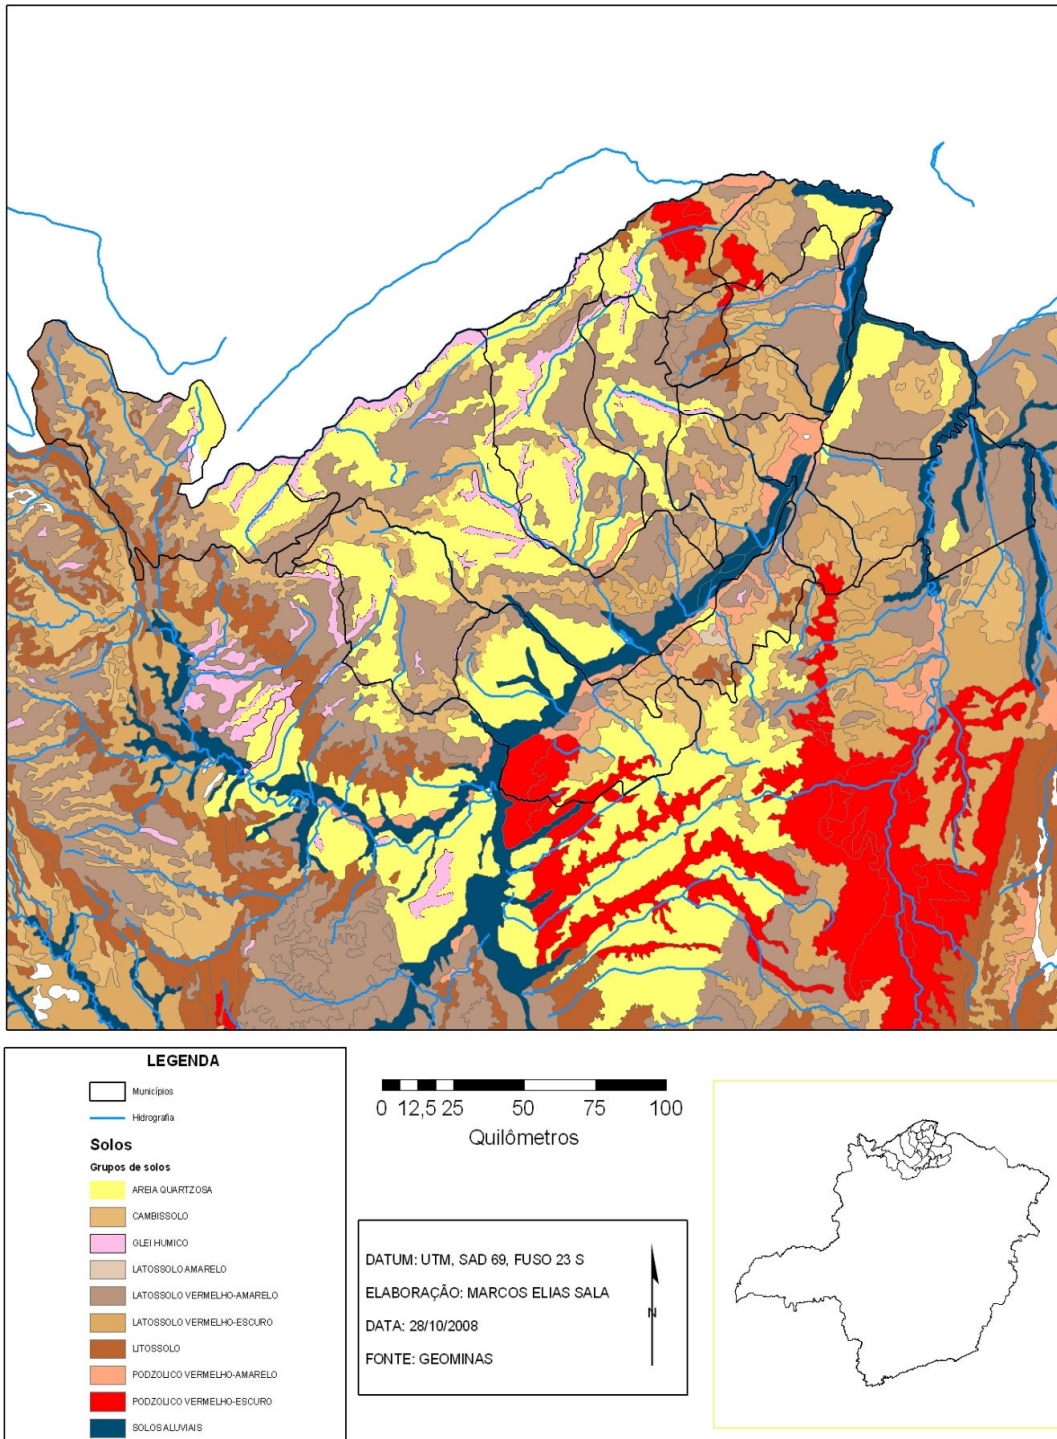 LEGENDA
Municípios
Hidrografia
Solos
Grupos de solos
AREIA QUARTZOSA
CAMBISSOLO
GLEI HUMICO
LATOSSOLO AMARELO
LATOSSOLO VERMELHO-AMARELO
LATOSSOLO VERMELHO-ESCURO
LITOSSOLO
PODZOLICO VERMELHO-AMARELO
PODZOLICO VERMELHO-ESCURO
SOLOS ALUVIAIS
0 12,5 25 50 75 100
Quilômetros
DATUM: UTM, SAD 69, FUSO 23 S
ELABORAÇÃO: MARCOS ELIAS SALA
DATA: 28/10/2008
FONTE: GEOMINAS
N